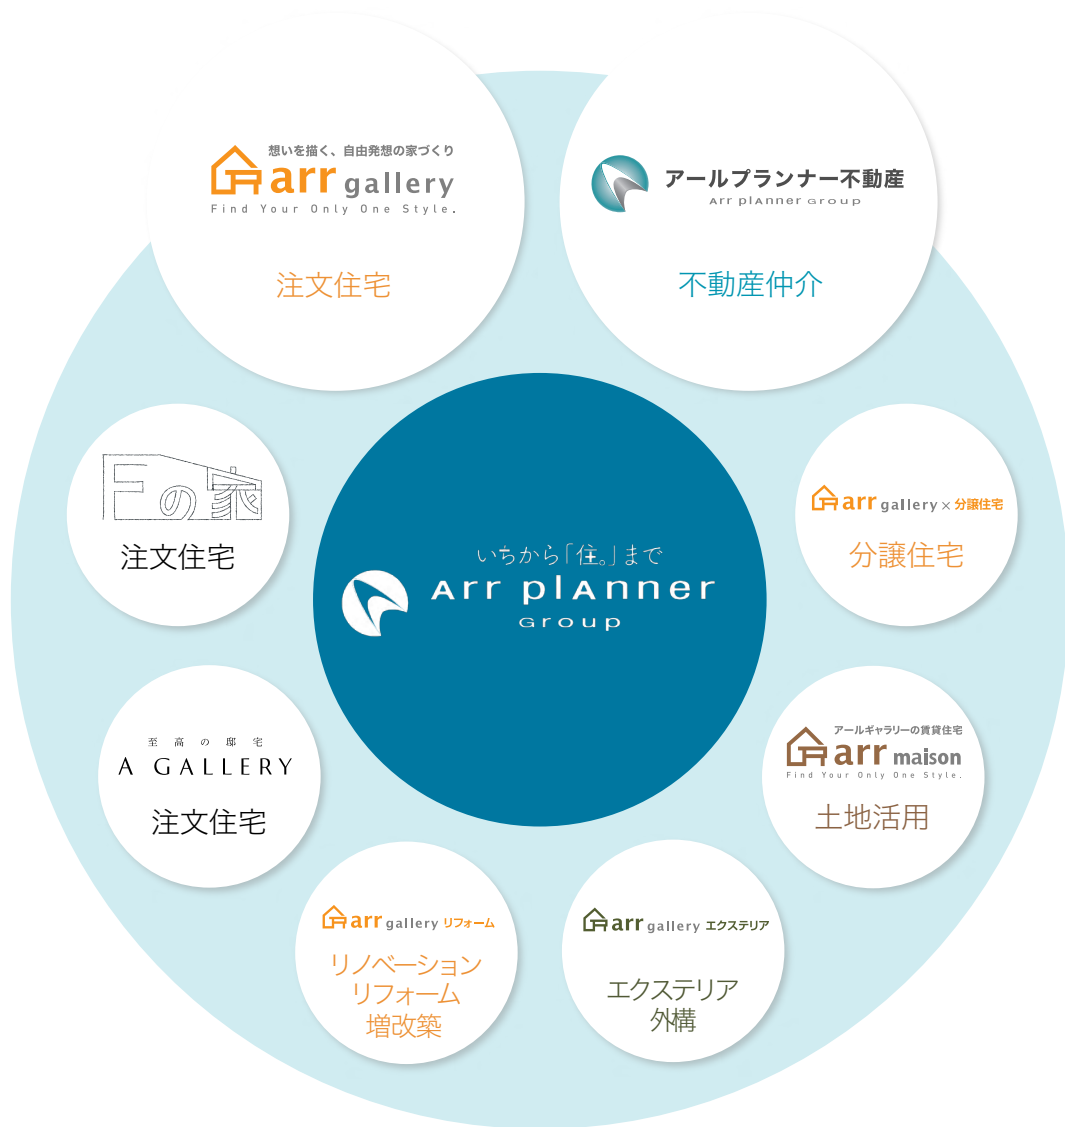 想いを描く、自由発想の家づくり
arr gallery
Find Your Only One Style.
注文住宅
アールプランナー不動産
Arr plAnner Group
不動産仲介
Fの家
注文住宅
arr gallery × 分譲住宅
分譲住宅
いちから「住。」まで
Arr plAnner
Group
至高の邸宅
A GALLERY
注文住宅
アールギャラリーの賃貸住宅
arr maison
Find Your Only One Style.
土地活用
arr gallery リフォーム
リノベーション
リフォーム
増改築
arr gallery エクステリア
エクステリア
外構